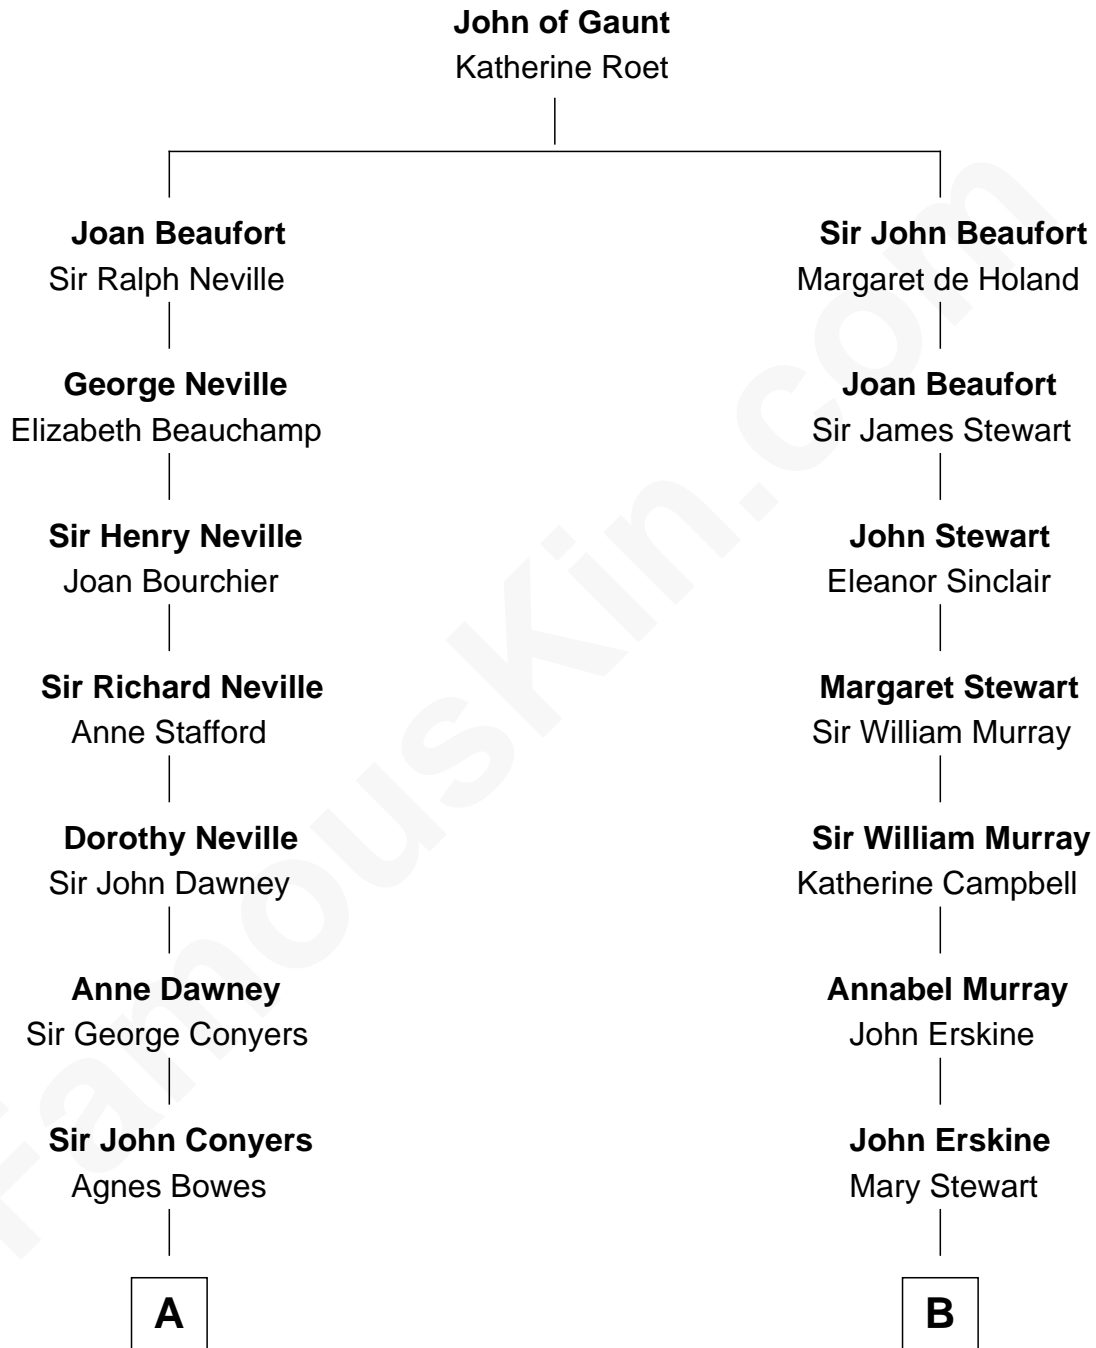 John of Gaunt
Katherine Roet
Joan Beaufort
Sir Ralph Neville
George Neville
Elizabeth Beauchamp
Sir Henry Neville
Joan Bourchier
Sir Richard Neville
Anne Stafford
Dorothy Neville
Sir John Dawney
Anne Dawney
Sir George Conyers
Sir John Conyers
Agnes Bowes
A
Sir John Beaufort
Margaret de Holand
Joan Beaufort
Sir James Stewart
John Stewart
Eleanor Sinclair
Margaret Stewart
Sir William Murray
Sir William Murray
Katherine Campbell
Annabel Murray
John Erskine
John Erskine
Mary Stewart
B
FamousKin.com